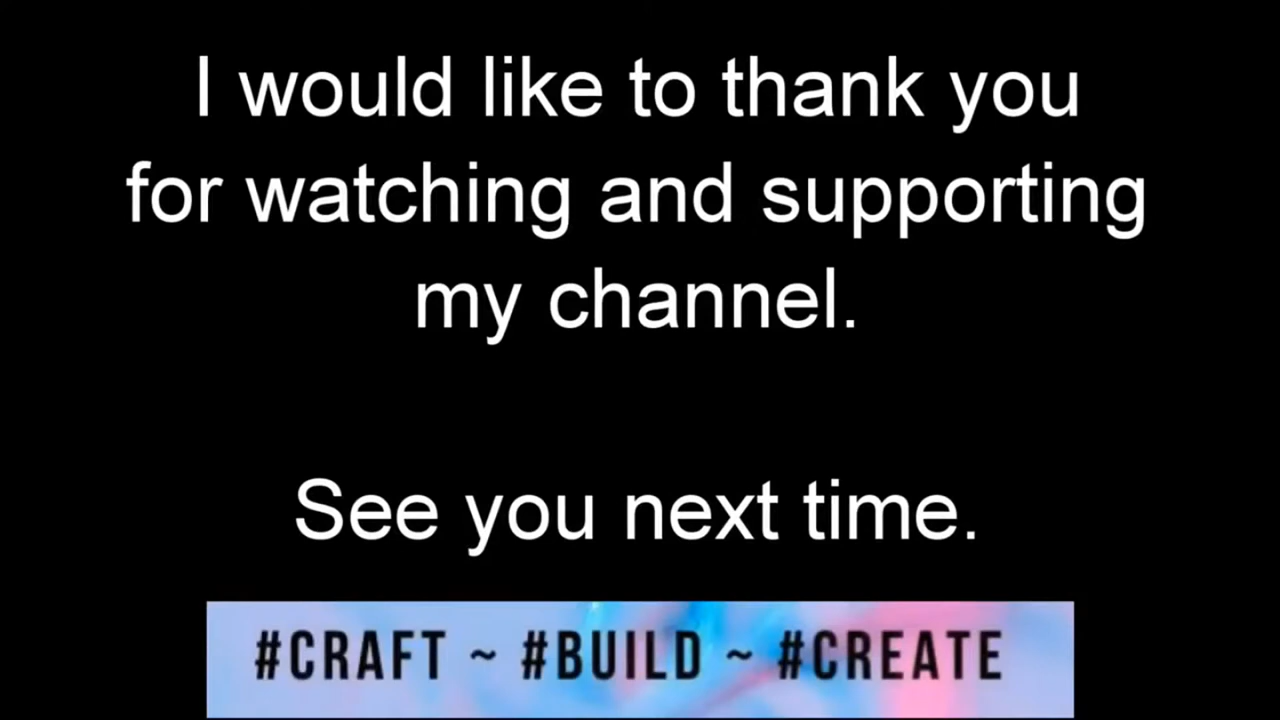 I would like to thank you
for watching and supporting
my channel.
See you next time.
#CRAFT ~ #BUILD ~ #CREATE